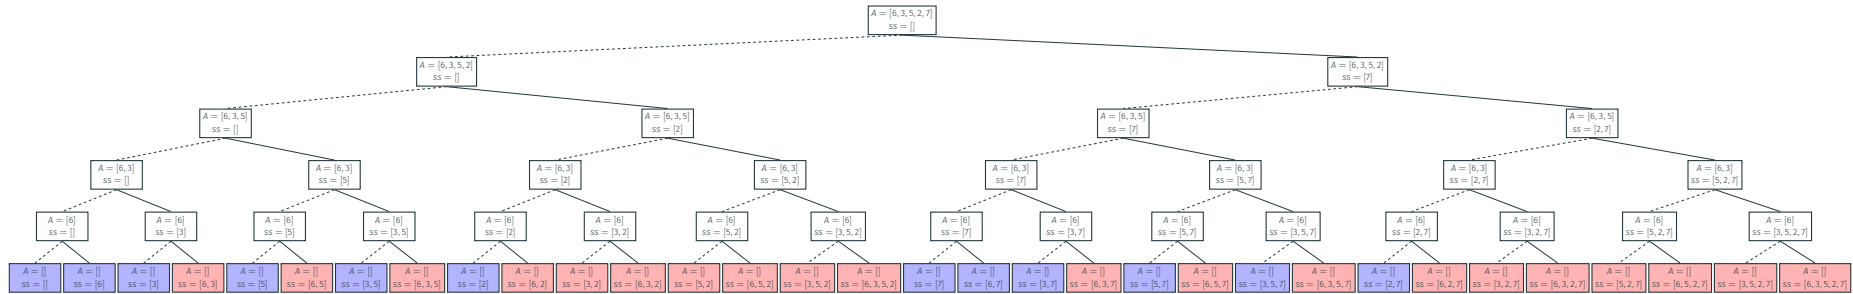 A = [6, 3, 5, 2, 7]
ss = []
A = [6, 3, 5, 2]
ss = []
A = [6, 3, 5, 2]
ss = [7]
A = [6, 3, 5]
ss = []
A = [6, 3, 5]
ss = [2]
A = [6, 3, 5]
ss = [7]
A = [6, 3, 5]
ss = [2, 7]
A = [6, 3]
ss = []
A = [6, 3]
ss = [5]
A = [6, 3]
ss = [2]
A = [6, 3]
ss = [5, 2]
A = [6, 3]
ss = [7]
A = [6, 3]
ss = [5, 7]
A = [6, 3]
ss = [2, 7]
A = [6, 3]
ss = [5, 2, 7]
A = [6]
ss = []
A = [6]
ss = [3]
A = [6]
ss = [5]
A = [6]
ss = [3, 5]
A = [6]
ss = [2]
A = [6]
ss = [3, 2]
A = [6]
ss = [5, 2]
A = [6]
ss = [3, 5, 2]
A = [6]
ss = [7]
A = [6]
ss = [3, 7]
A = [6]
ss = [5, 7]
A = [6]
ss = [3, 5, 7]
A = [6]
ss = [2, 7]
A = [6]
ss = [3, 2, 7]
A = [6]
ss = [5, 2, 7]
A = [6]
ss = [3, 5, 2, 7]
A = []
ss = []
A = []
ss = [6]
A = []
ss = [3]
A = []
ss = [6, 3]
A = []
ss = [5]
A = []
ss = [6, 5]
A = []
ss = [3, 5]
A = []
ss = [6, 3, 5]
A = []
ss = [2]
A = []
ss = [6, 2]
A = []
ss = [3, 2]
A = []
ss = [6, 3, 2]
A = []
ss = [5, 2]
A = []
ss = [6, 5, 2]
A = []
ss = [3, 5, 2]
A = []
ss = [6, 3, 5, 2]
A = []
ss = [7]
A = []
ss = [6, 7]
A = []
ss = [3, 7]
A = []
ss = [6, 3, 7]
A = []
ss = [5, 7]
A = []
ss = [6, 5, 7]
A = []
ss = [3, 5, 7]
A = []
ss = [6, 3, 5, 7]
A = []
ss = [2, 7]
A = []
ss = [6, 2, 7]
A = []
ss = [3, 2, 7]
A = []
ss = [6, 3, 2, 7]
A = []
ss = [5, 2, 7]
A = []
ss = [6, 5, 2, 7]
A = []
ss = [3, 5, 2, 7]
A = []
ss = [6, 3, 5, 2, 7]